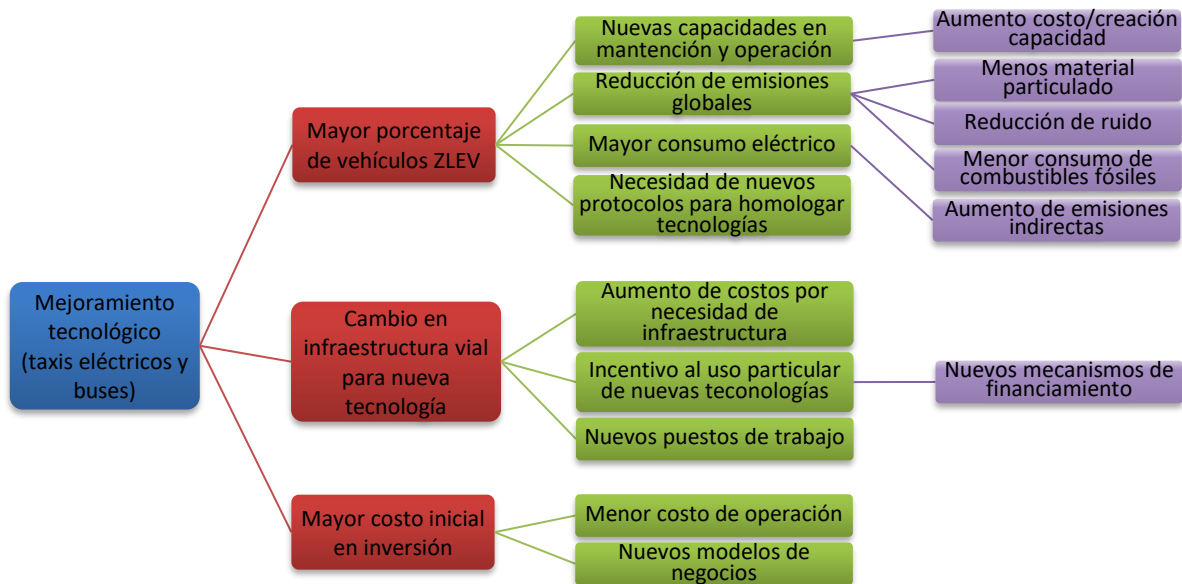 Mejoramiento
tecnológico
(taxis eléctricos y
buses)
Mayor porcentaje
de vehículos ZLEV
Nuevas capacidades en
mantención y operación
Aumento costo/creación
capacidad
Reducción de emisiones
globales
Menos material
particulado
Reducción de ruido
Menor consumo de
combustibles fósiles
Mayor consumo eléctrico
Aumento de emisiones
indirectas
Necesidad de nuevos
protocolos para homologar
tecnologías
Cambio en
infraestructura vial
para nueva
tecnología
Aumento de costos por
necesidad de
infraestructura
Incentivo al uso particular
de nuevas teconologías
Nuevos mecanismos de
financiamiento
Nuevos puestos de trabajo
Mayor costo inicial
en inversión
Menor costo de operación
Nuevos modelos de
negocios